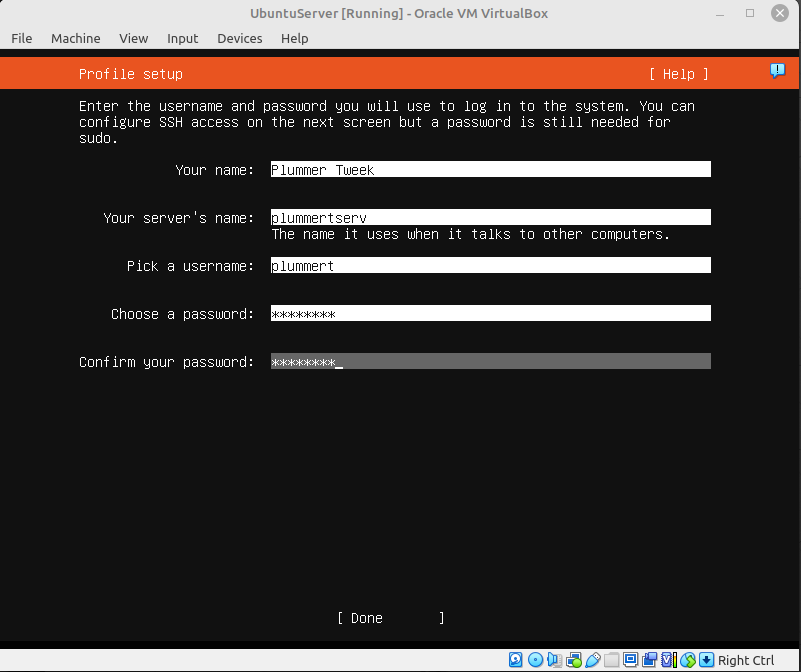 UbuntuServer [Running] - Oracle VM VirtualBox
File Machine View Input Devices Help
Profile setup [ Help ]
Enter the username and password you will use to log in to the system. You can
configure SSH access on the next screen but a password is still needed for
sudo.
Your name: Plummer Tweek
Your server's name: plummertserv
The name it uses when it talks to other computers.
Pick a username: plummert
Choose a password: ********
Confirm your password: ********_
[ Done ]
Right Ctrl